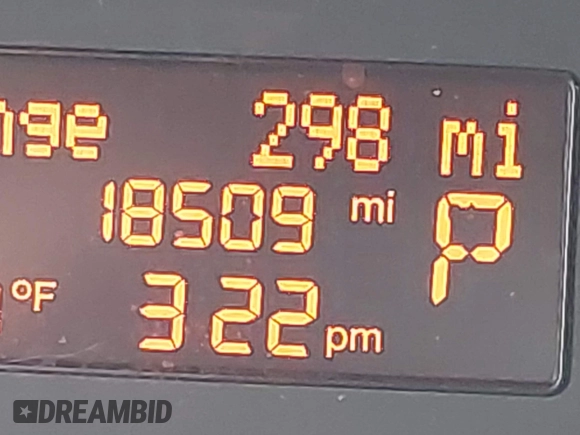 nge 298 mi
18509 mi
P
°F 322 pm
DREAMBID